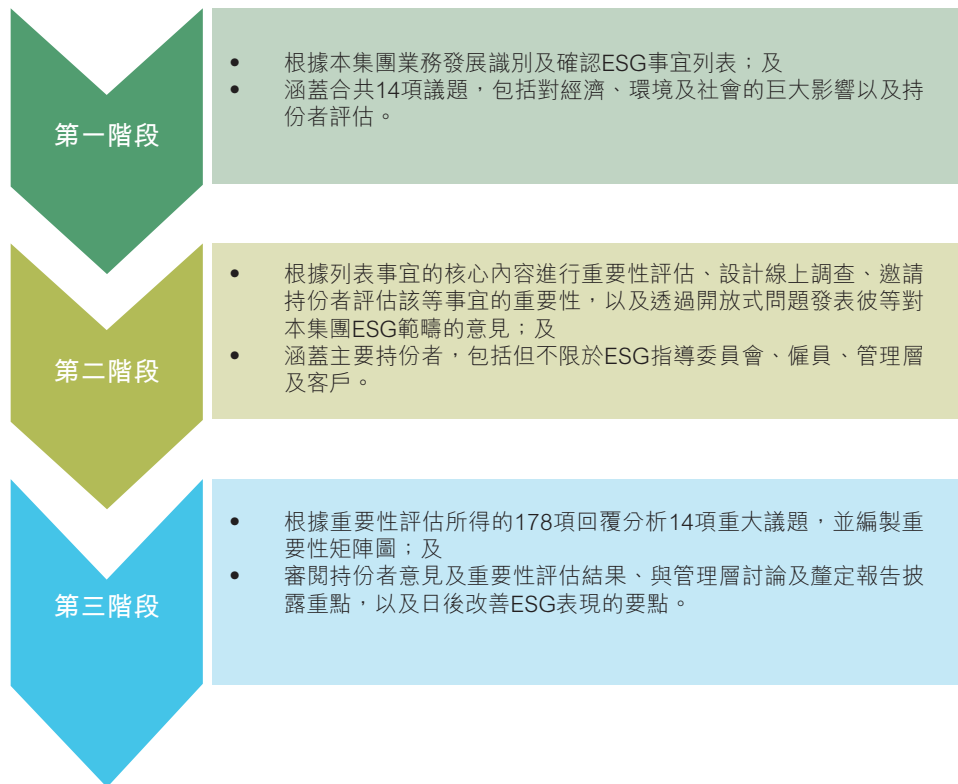 第一階段
• 根據本集團業務發展識別及確認ESG事宜列表；及
• 涵蓋合共14項議題，包括對經濟、環境及社會的巨大影響以及持
份者評估。
第二階段
• 根據列表事宜的核心內容進行重要性評估、設計線上調查、邀請
持份者評估該等事宜的重要性，以及透過開放式問題發表彼等對
本集團ESG範疇的意見；及
• 涵蓋主要持份者，包括但不限於ESG指導委員會、僱員、管理層
及客戶。
第三階段
• 根據重要性評估所得的178項回覆分析14項重大議題，並編製重
要性矩陣圖；及
• 審閱持份者意見及重要性評估結果、與管理層討論及釐定報告披
露重點，以及日後改善ESG表現的要點。